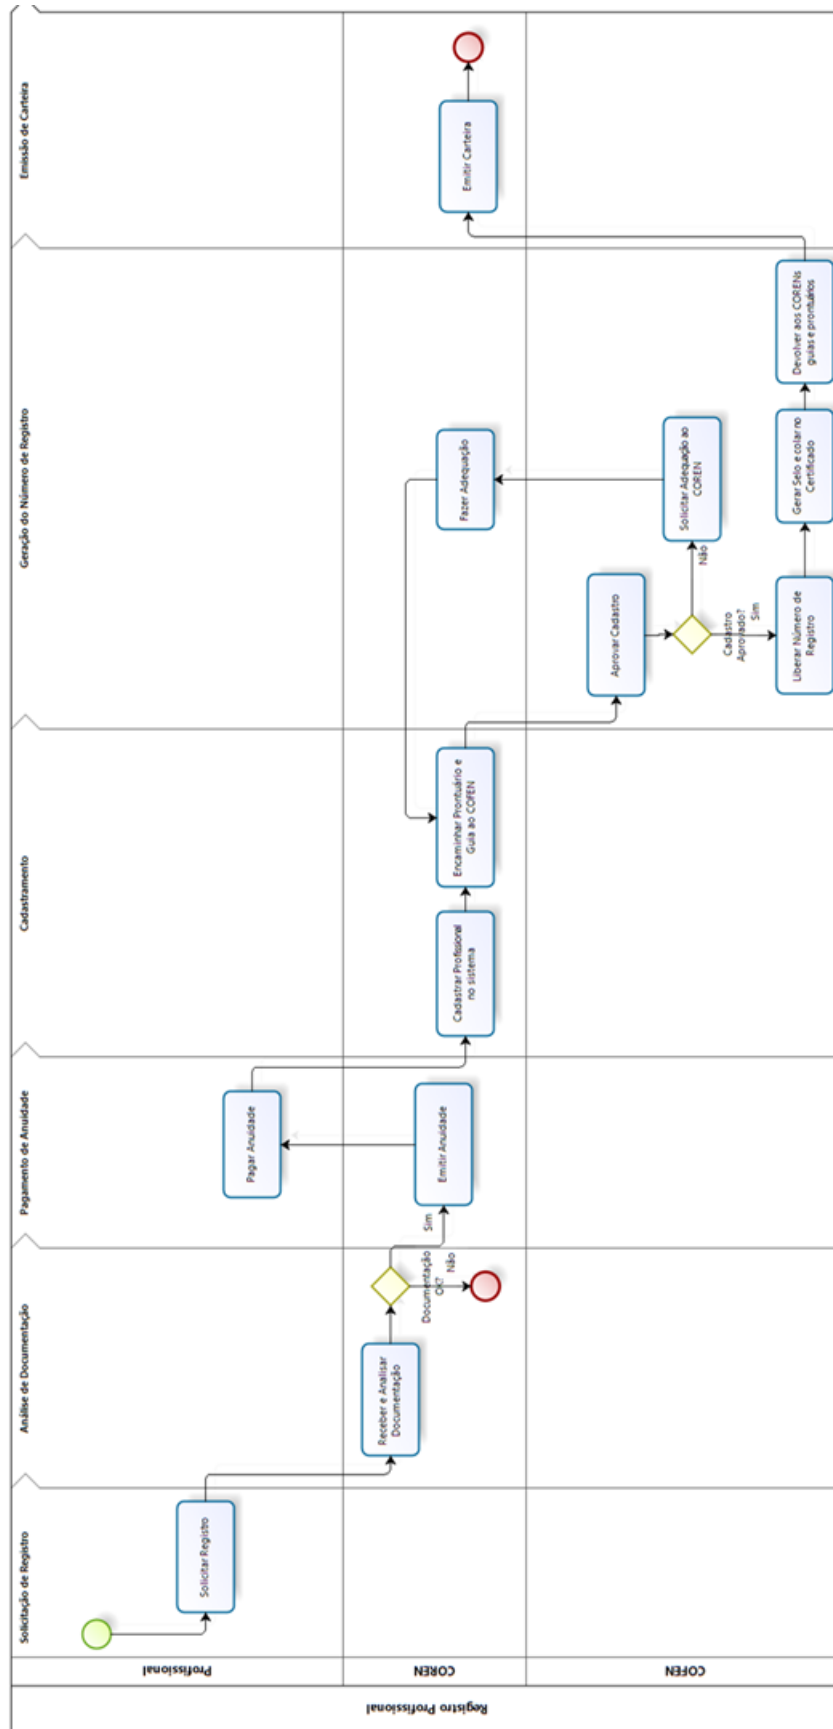 Registro Profissional
Profissional
COREN
COFEN
Solicitação de Registro
Análise de Documentação
Pagamento de Anuidade
Cadastramento
Geração do Número de Registro
Emissão de Carteira
Solicitar Registro
Receber e Analisar
Documentação
Documentação
OK?
Não
Sim
Emitir Anuidade
Pagar Anuidade
Cadastrar Profissional
no sistema
Encaminhar Prontuário e
Guia ao COFEN
Aprovar Cadastro
Cadastro
Aprovado?
Não
Sim
Solicitar Adequação ao
COREN
Fazer Adequação
Liberar Número de
Registro
Gerar Selo e colar no
Certificado
Devolver aos CORENs
guias e prontuários
Emitir Carteira